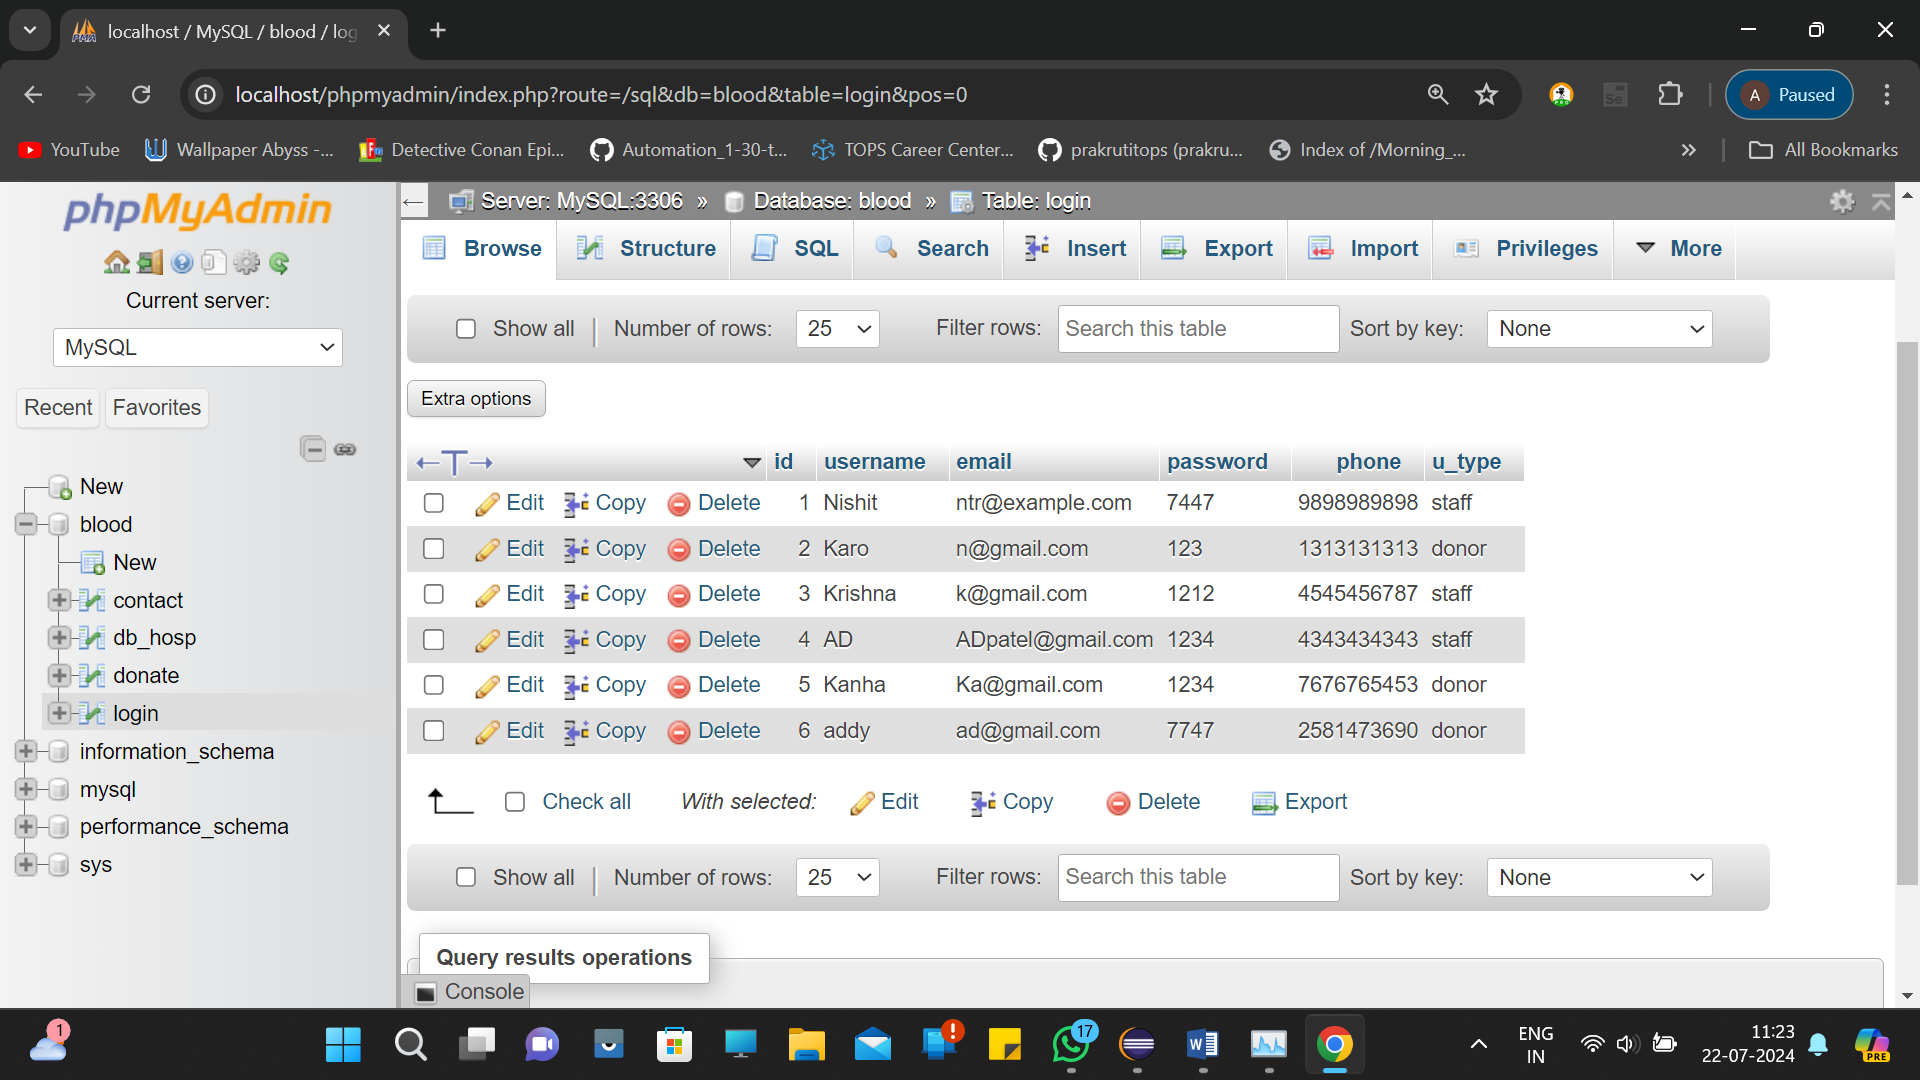 localhost / MySQL / blood / log
localhost/phpmyadmin/index.php?route=/sql&db=blood&table=login&pos=0
PRO
Se
A Paused
YouTube Wallpaper Abyss -... Detective Conan Epi... Automation_1-30-t... TOPS Career Center... prakrutitops (prakru... Index of /Morning_... » All Bookmarks
phpMyAdmin
Current server:
MySQL
Recent Favorites
New
blood
New
contact
db_hosp
donate
login
information_schema
mysql
performance_schema
sys
Server: MySQL:3306 » Database: blood » Table: login
Browse Structure SQL Search Insert Export Import Privileges More
Show all Number of rows: 25 Filter rows: Search this table Sort by key: None
Extra options
←T→ id username email password phone u_type
Edit Copy Delete 1 Nishit ntr@example.com 7447 9898989898 staff
Edit Copy Delete 2 Karo n@gmail.com 123 1313131313 donor
Edit Copy Delete 3 Krishna k@gmail.com 1212 4545456787 staff
Edit Copy Delete 4 AD ADpatel@gmail.com 1234 4343434343 staff
Edit Copy Delete 5 Kanha Ka@gmail.com 1234 7676765453 donor
Edit Copy Delete 6 addy ad@gmail.com 7747 2581473690 donor
Check all With selected: Edit Copy Delete Export
Show all Number of rows: 25 Filter rows: Search this table Sort by key: None
Query results operations
Console
1
17
ENG
IN
11:23
22-07-2024
PRE